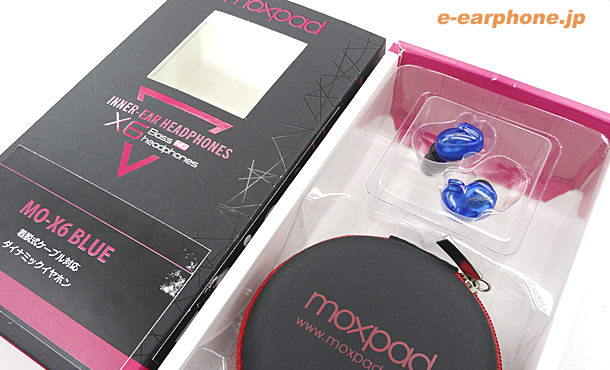 e-earphone.jp
moxpad
INNER-EAR HEADPHONES
X6 Bass
headphones
MO-X6 BLUE
着脱式ケーブル対応
ダイナミックイヤホン
moxpad
www.moxpad